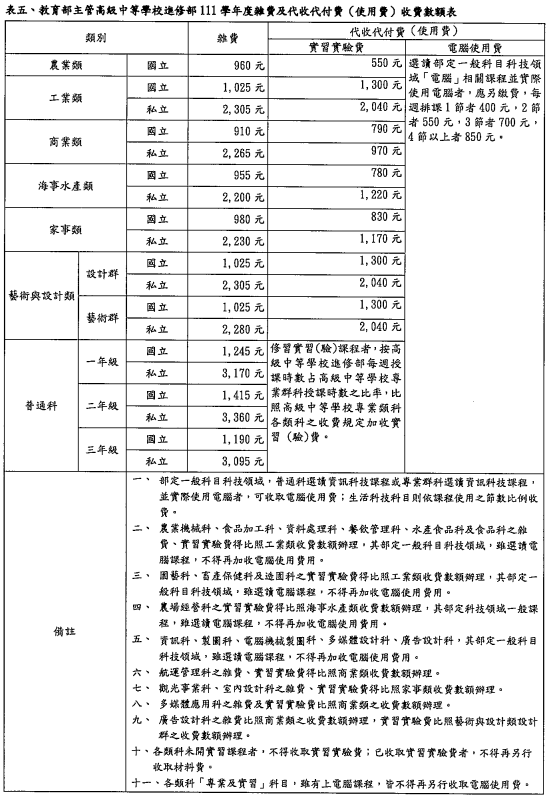 表五、教育部主管高級中等學校進修部111學年度雜費及代收代付費(使用費)收費數額表
類別 雜費 代收代付費(使用費)
實習實驗費 電腦使用費
農業類 國立 960元 550元
工業類 國立 1,025元 1,300元
私立 2,305元 2,040元
商業類 國立 910元 790元
私立 2,265元 970元
海事水產類 國立 955元 780元
私立 2,200元 1,220元
家事類 國立 980元 830元
私立 2,230元 1,170元
藝術與設計類 設計群 國立 1,025元 1,300元
私立 2,305元 2,040元
藝術群 國立 1,025元 1,300元
私立 2,280元 2,040元
選讀部定一般科目科技領
域「電腦」相關課程並實際
使用電腦者,應另繳費,每
週排課1節者400元,2節
者550元,3節者700元,
4節以上者850元。
普通科 一年級 國立 1,245元
私立 3,170元
二年級 國立 1,415元
私立 3,360元
三年級 國立 1,190元
私立 3,095元
修習實習(驗)課程者,按高
級中等學校進修部每週授
課時數占高級中等學校專
業群科授課時數之比率,比
照高級中等學校專業類科
各類科之收費規定加收實
習(驗)費。
備註
一、 部定一般科目科技領域,普通科選讀資訊科技課程或專業群科選讀資訊科技課程,
並實際使用電腦者,可收取電腦使用費;生活科技科目則依課程使用之節數比例收
費。
二、 農業機械科、食品加工科、資料處理科、餐飲管理科、水產食品科及食品科之雜
費、實習實驗費得比照工業類收費數額辦理,其部定一般科目科技領域,雖選讀電
腦課程,不得再加收電腦使用費用。
三、 園藝科、畜產保健科及造園科之實習實驗費得比照工業類收費數額辦理,其部定一
般科目科技領域,雖選讀電腦課程,不得再加收電腦使用費用。
四、 農場經營科之實習實驗費得比照海事水產類收費數額辦理,其部定科技領域一般課
程,雖選讀電腦課程,不得再加收電腦使用費用。
五、 資訊科、製圖科、電腦機械製圖科、多媒體設計科、廣告設計科,其部定一般科目
科技領域,雖選讀電腦課程,不得再加收電腦使用費用。
六、 航運管理科之雜費、實習實驗費得比照商業類收費數額辦理。
七、 觀光事業科、室內設計科之雜費、實習實驗費得比照家事類收費數額辦理。
八、 多媒體應用科之雜費及實習實驗費比照商業類之收費數額辦理。
九、 廣告設計科之雜費比照商業類之收費數額辦理,實習實驗費比照藝術與設計類設計
群之收費數額辦理。
十、各類科未開實習課程者,不得收取實習實驗費;已收取實習實驗費者,不得再另行
收取材料費。
十一、各類科「專業及實習」科目,雖有上電腦課程,皆不得再另行收取電腦使用費。